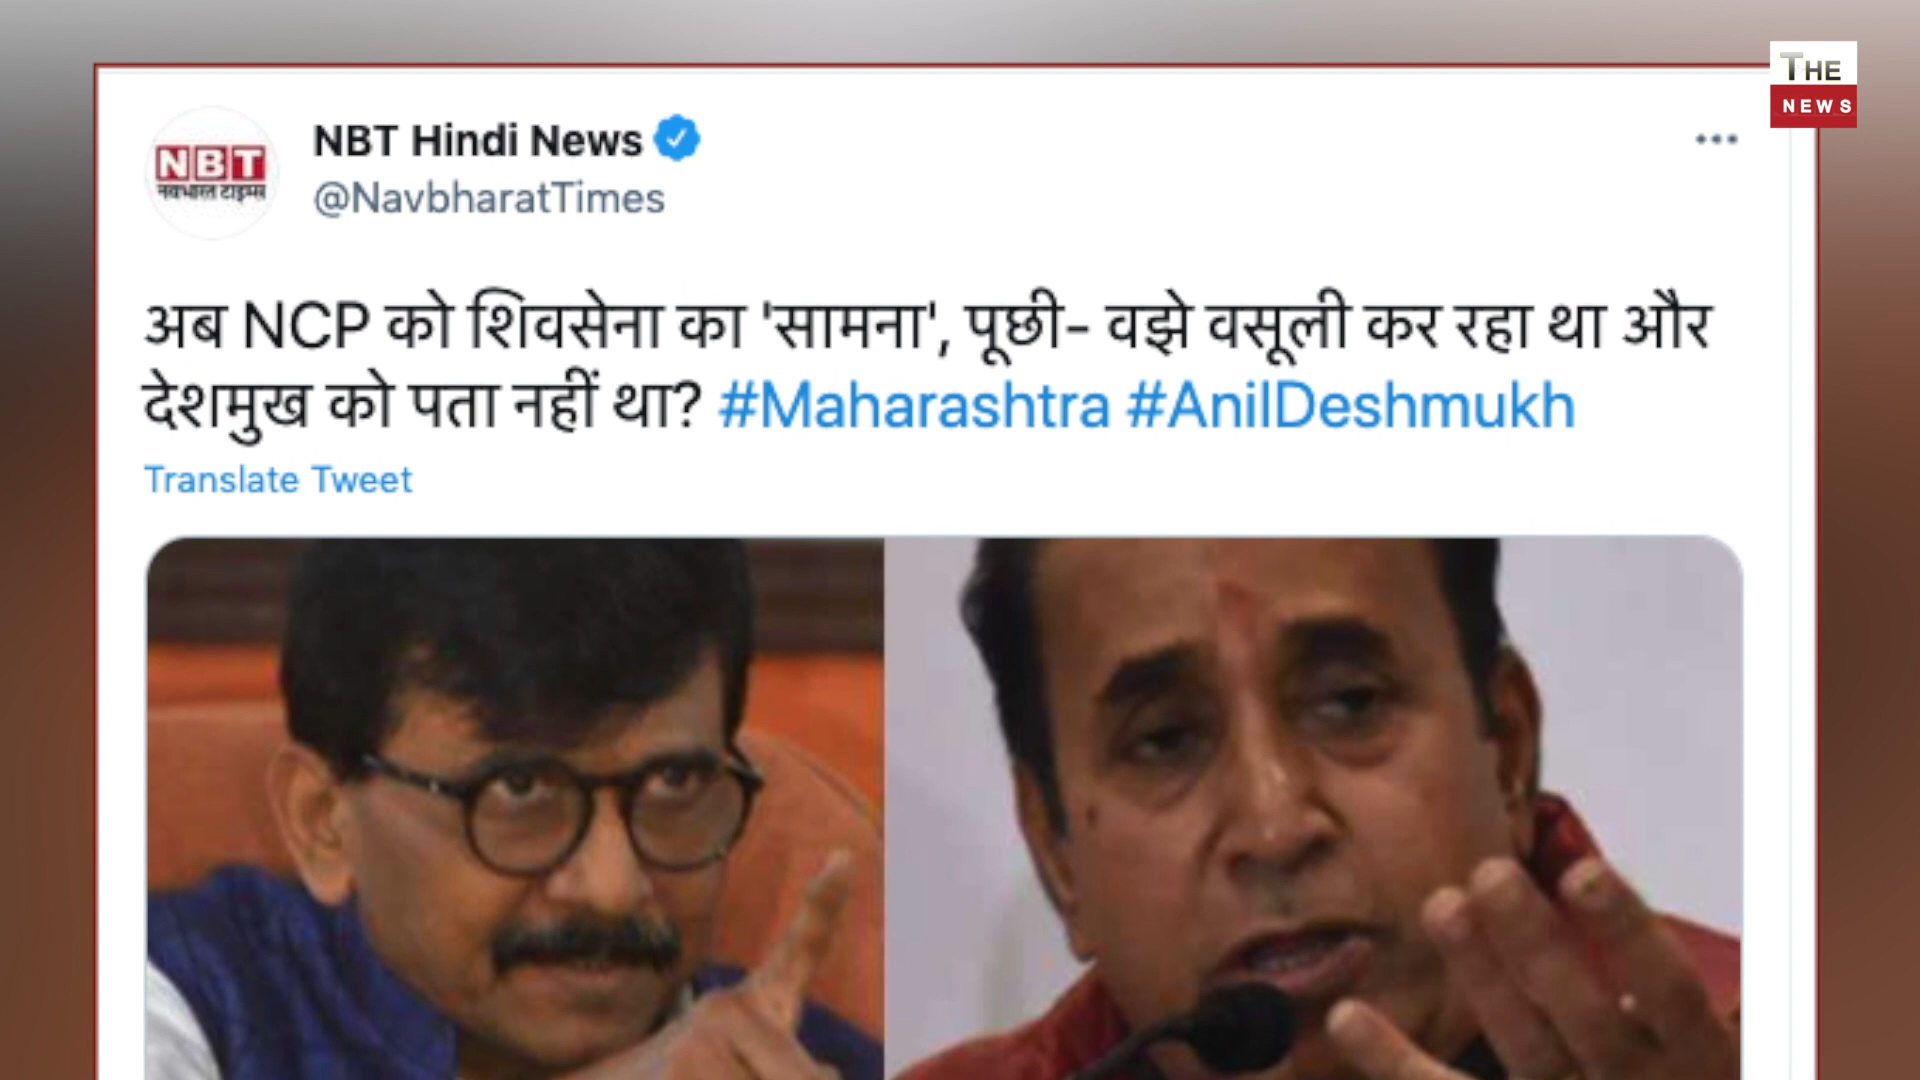 THE
NEWS
NBT
नवभारत टाइम्स
NBT Hindi News
@NavbharatTimes
अब NCP को शिवसेना का 'सामना', पूछी- वझे वसूली कर रहा था और
देशमुख को पता नहीं था? #Maharashtra #AnilDeshmukh
Translate Tweet